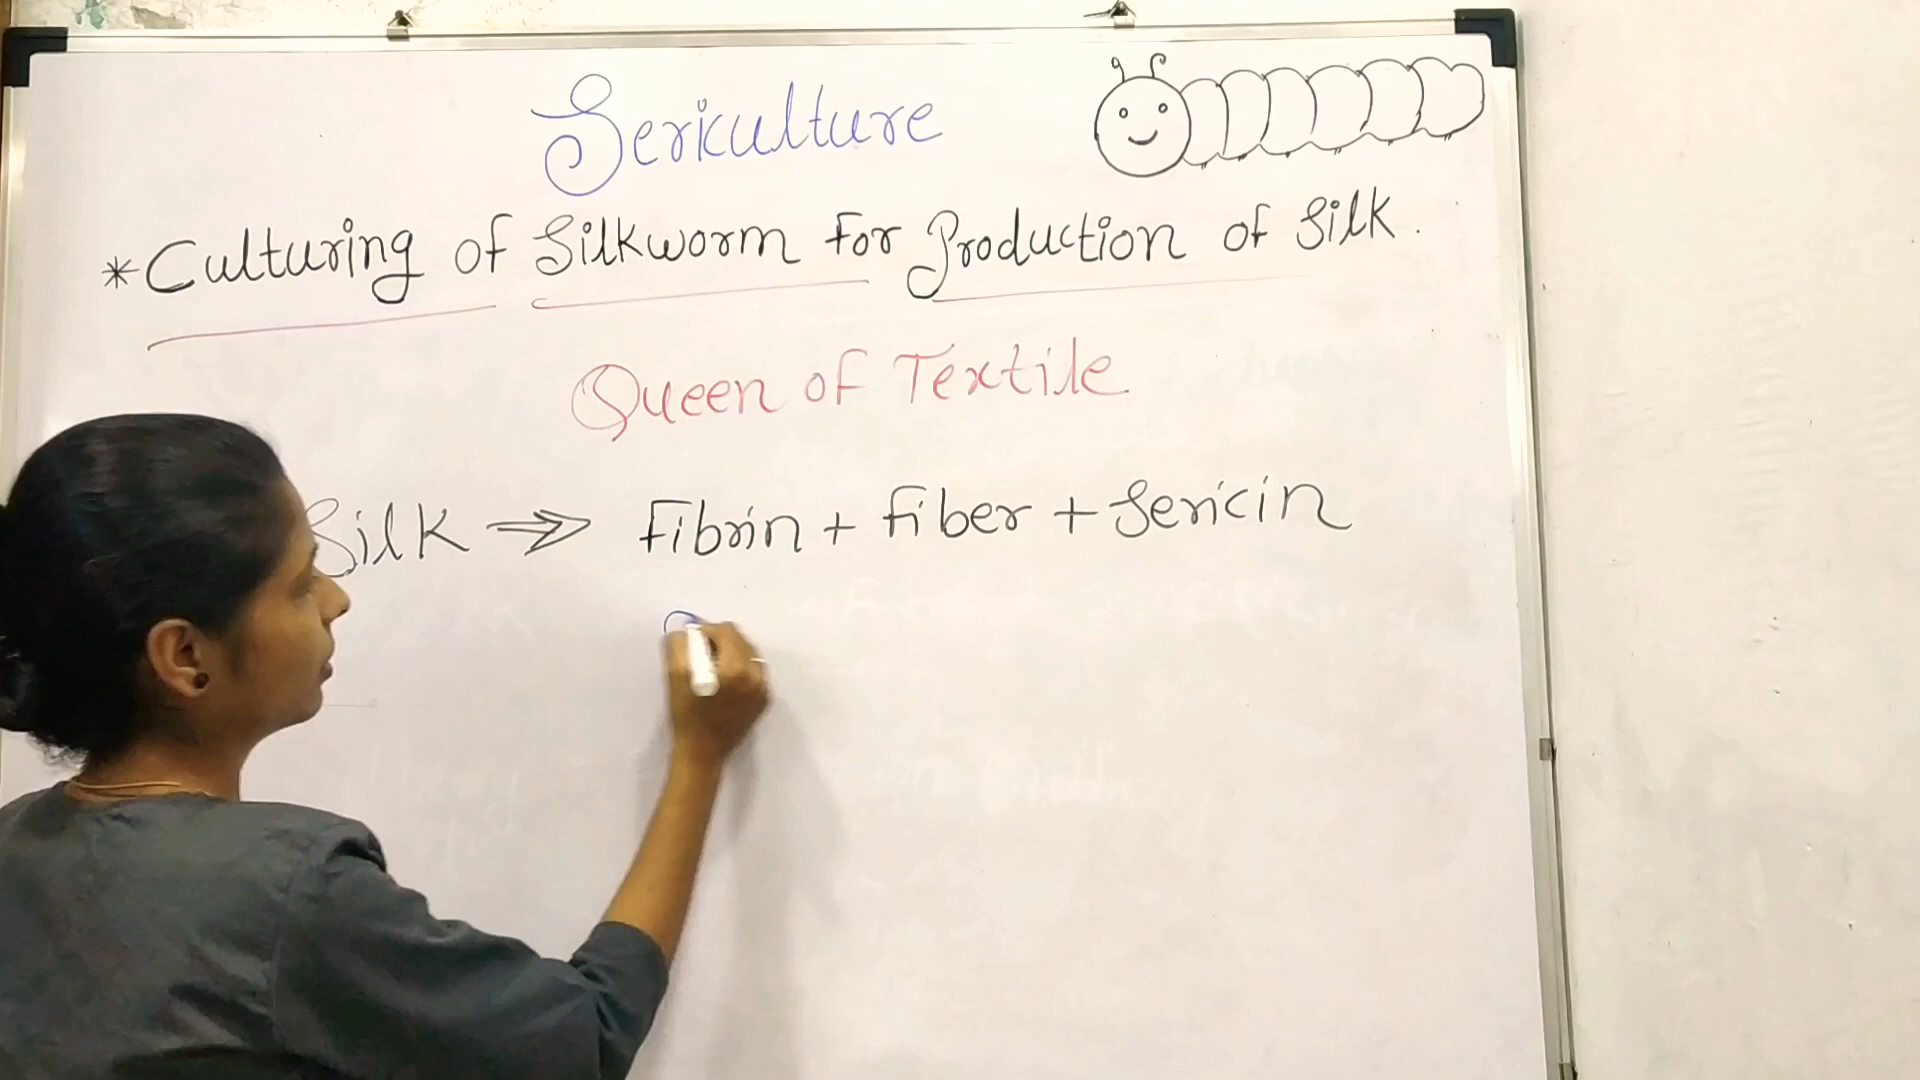 Sericulture
* Culturing of Silkworm For Production of Silk.
Queen of Textile
Silk ⇒ Fibrin + Fiber + Sericin